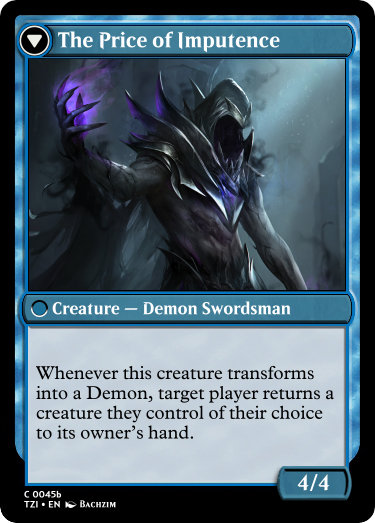 The Price of Imputence
Creature — Demon Swordsman
Whenever this creature transforms
into a Demon, target player returns a
creature they control of their choice
to its owner's hand.
4/4
C 0045b
TZI • EN Bachzim